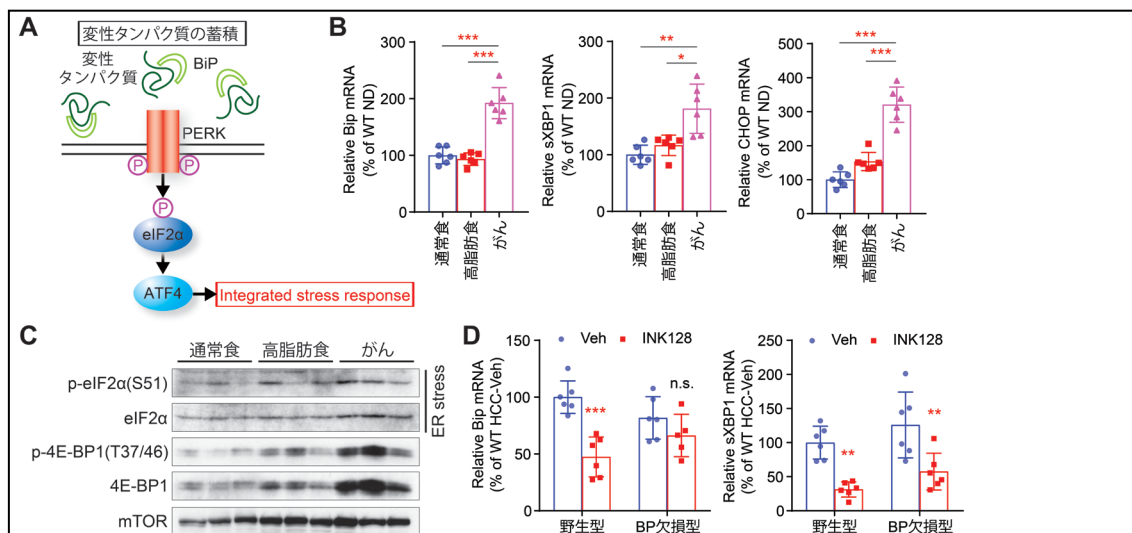 A
変性タンパク質の蓄積
変性
タンパク質
BiP
PERK
P
P
P
eIF2α
ATF4
Integrated stress response
B
Relative Bip mRNA
(% of WT ND)
300
200
100
0
***
***
通常食
高脂肪食
がん
Relative sXBP1 mRNA
(% of WT ND)
300
200
100
0
**
*
通常食
高脂肪食
がん
Relative CHOP mRNA
(% of WT ND)
500
400
300
200
100
0
***
***
通常食
高脂肪食
がん
C
通常食
高脂肪食
がん
p-eIF2α(S51)
eIF2α
p-4E-BP1(T37/46)
4E-BP1
mTOR
ER stress
D
Veh
INK128
Relative Bip mRNA
(% of WT HCC-Veh)
150
100
50
0
***
n.s.
野生型
BP欠損型
Veh
INK128
Relative sXBP1 mRNA
(% of WT HCC-Veh)
250
200
150
100
50
0
**
**
野生型
BP欠損型